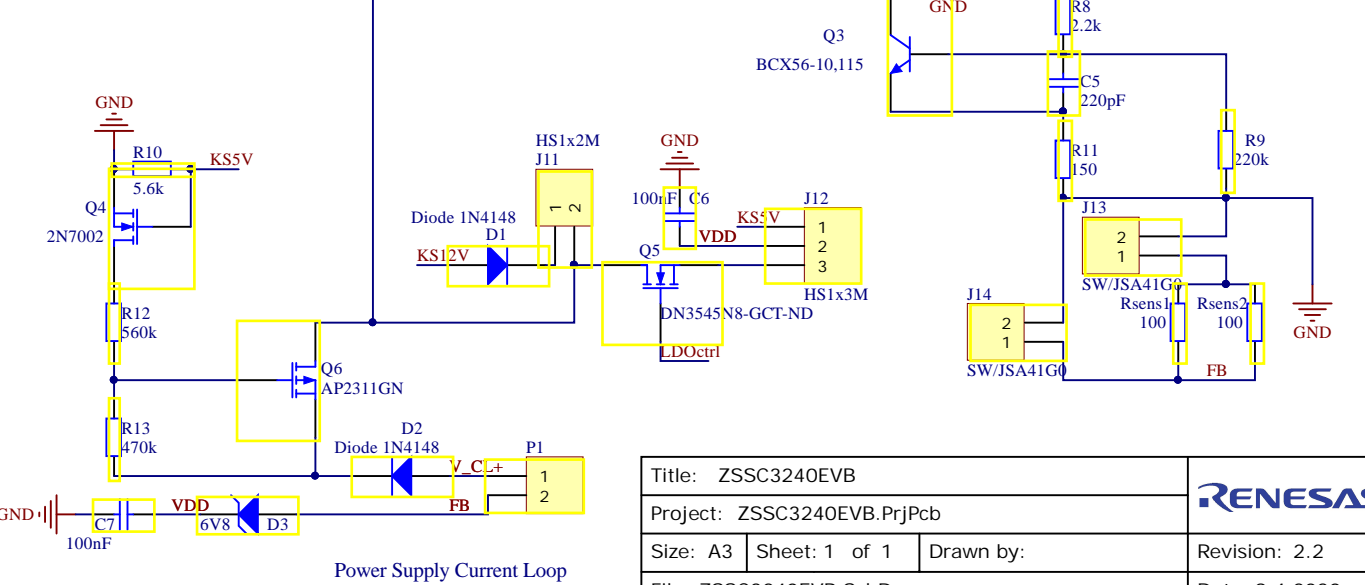 GND
R8
2.2k
Q3
BCX56-10,115
C5
220pF
GND
R10
KS5V
5.6k
Q4
2N7002
HS1x2M
J11
1
2
GND
100nF
C6
R11
150
R9
220k
Diode 1N4148
D1
KS12V
J12
KS5V
VDD
1
2
3
HS1x3M
Q5
DN3545N8-GCT-ND
LDOctrl
J13
2
1
SW/JSA41G0
Rsens1
100
Rsens2
100
GND
J14
2
1
SW/JSA41G0
FB
R12
560k
Q6
AP2311GN
R13
470k
D2
Diode 1N4148
V_CL+
P1
1
2
FB
GND
C7
100nF
VDD
6V8
D3
Power Supply Current Loop
Title: ZSSC3240EVB
Project: ZSSC3240EVB.PrjPcb
Size: A3
Sheet: 1 of 1
Drawn by:
RENESAS
Revision: 2.2